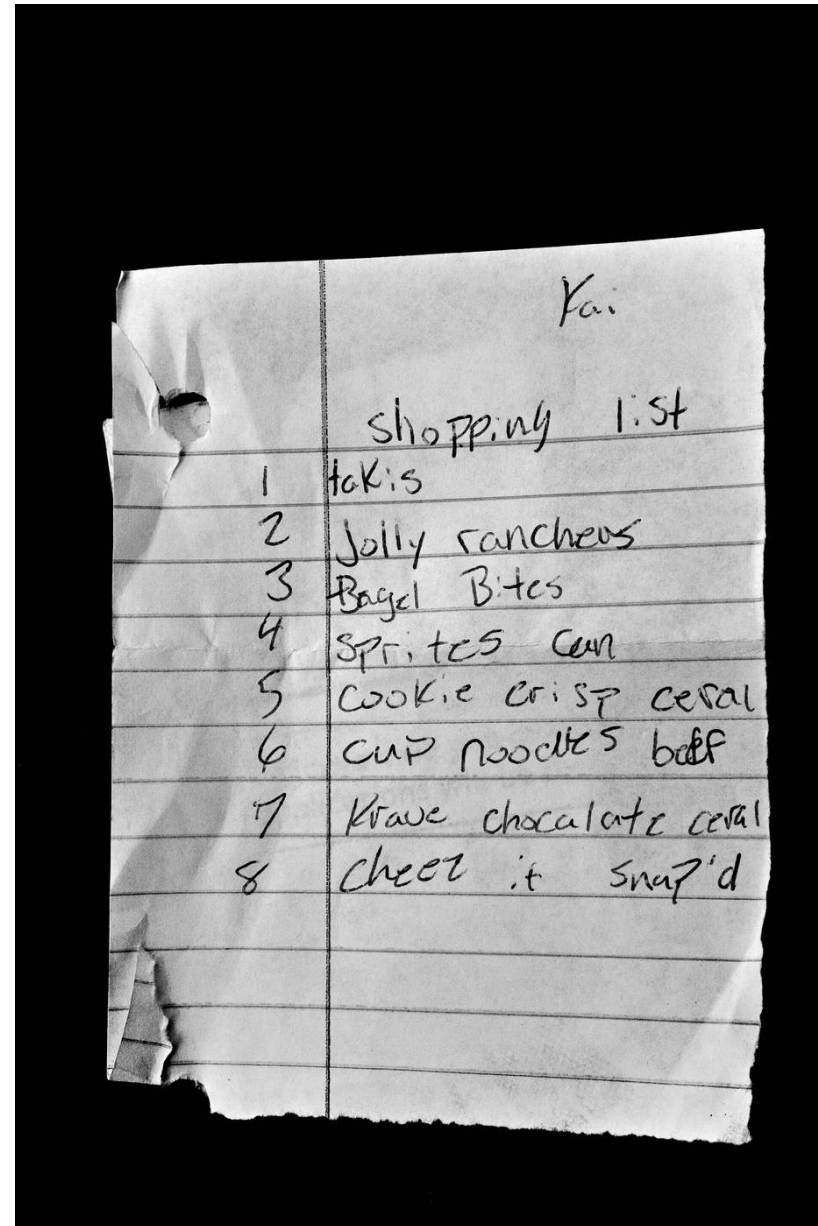 Kai
shopping list
1 takis
2 Jolly ranchers
3 Bagel Bites
4 Sprites can
5 cookie crisp ceral
6 cup noodles beef
7 Krave chocalate ceral
8 cheez it snap'd